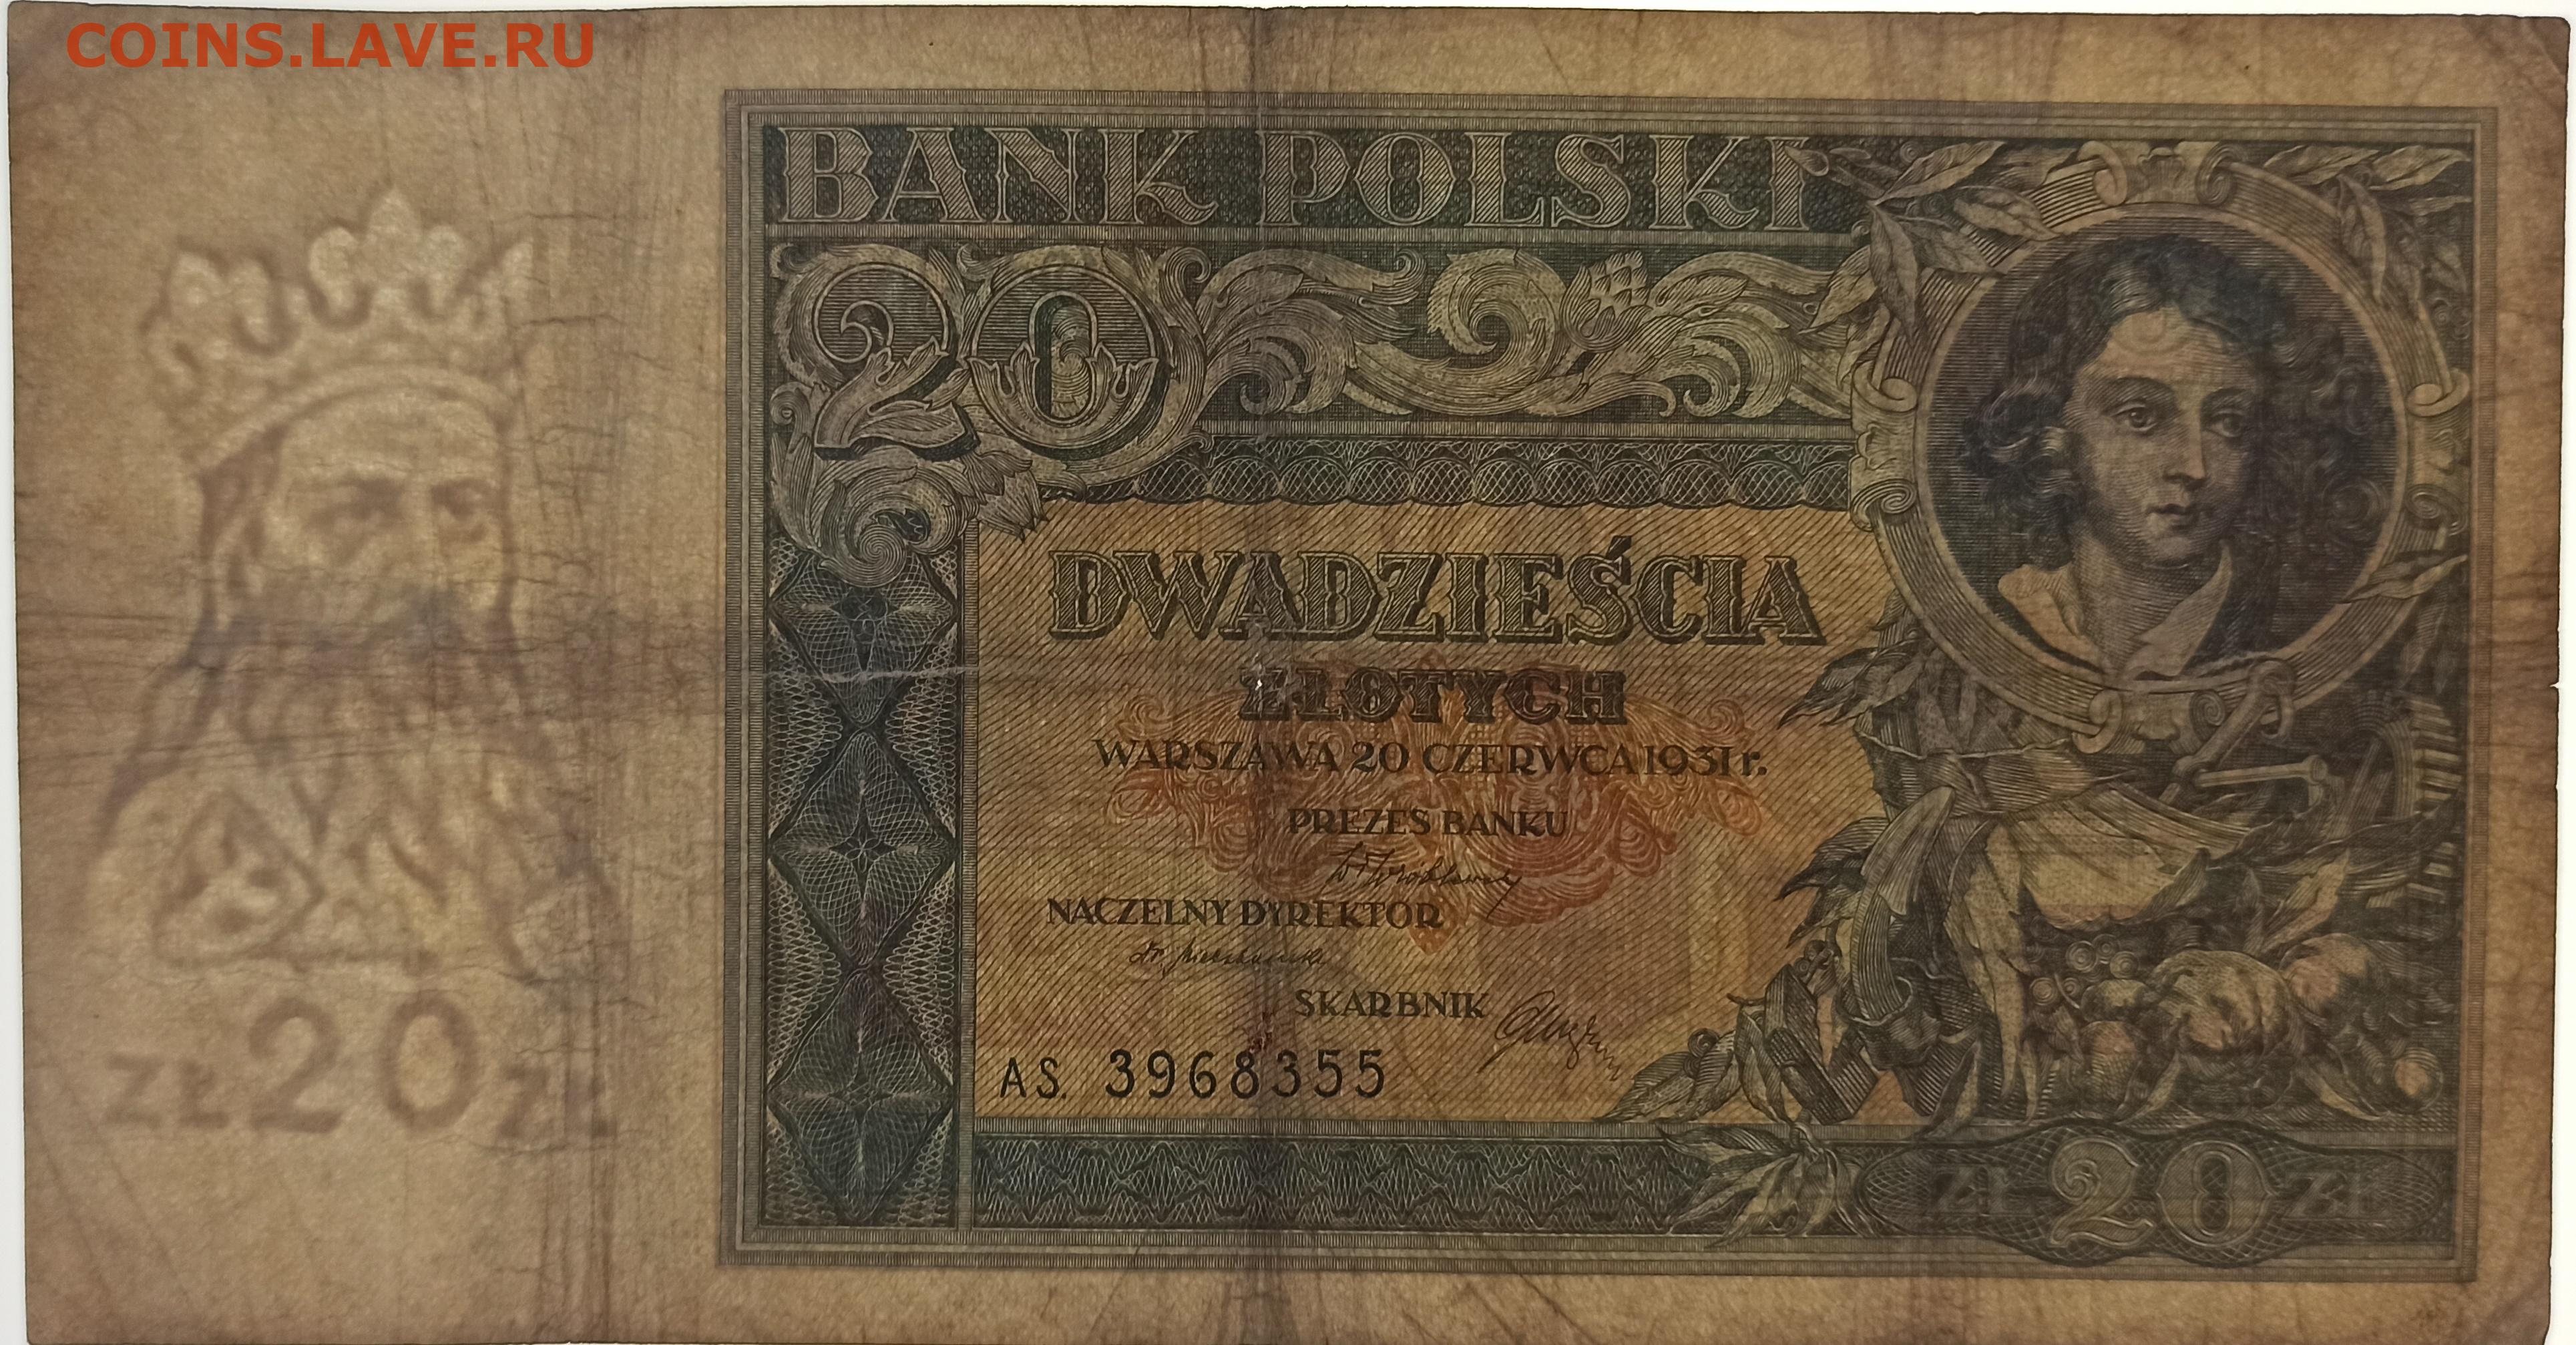 COINS.LAVE.RU
BANK POLSKI
20
DWADZIEŚCIA
ZŁOTYCH
WARSZAWA 20 CZERWCA 1931 r.
PREZES BANKU
NACZELNY DYREKTOR
SKARBNIK
AS. 3968355
ZŁ 20 ZŁ
ZŁ 20 ZŁ